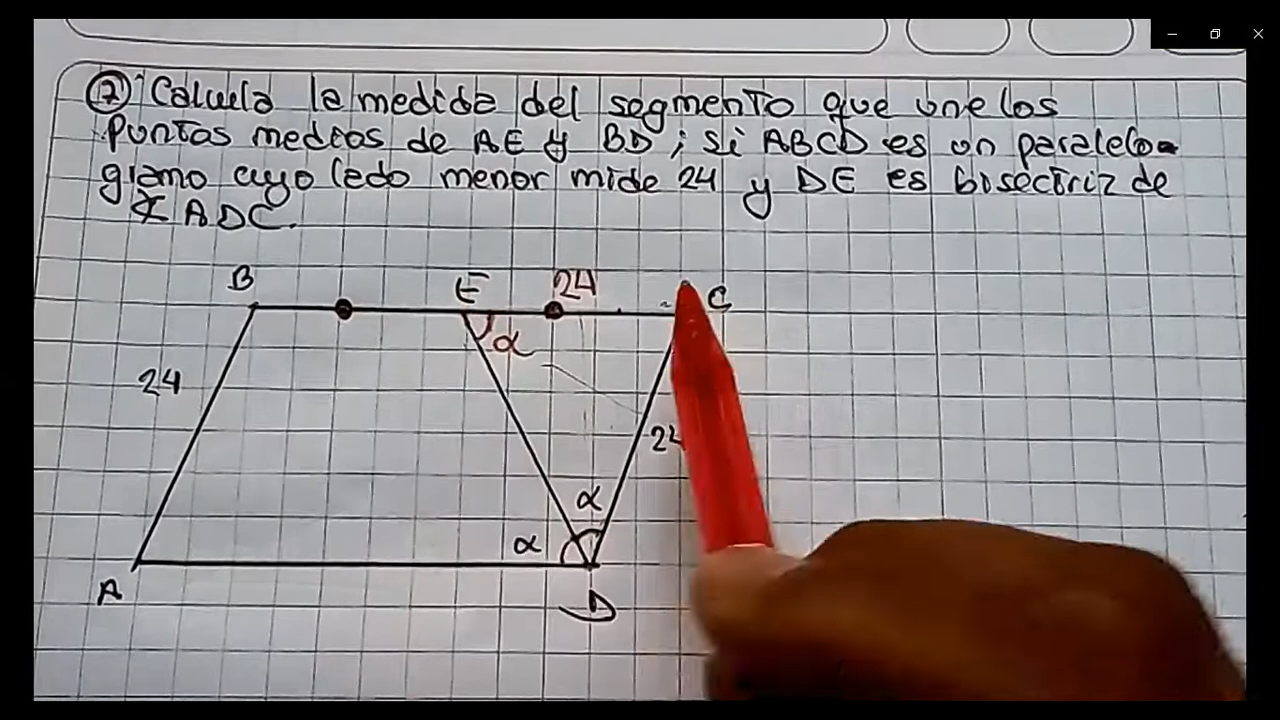 ⑦ Calcula la medida del segmento que une los
puntos medios de AE y BD; si ABCD es un paralelo-
gramo cuyo lado menor mide 24 y DE es bisectriz de
∡ ADC.
B E 24 C
α
24
24
α
α
A D